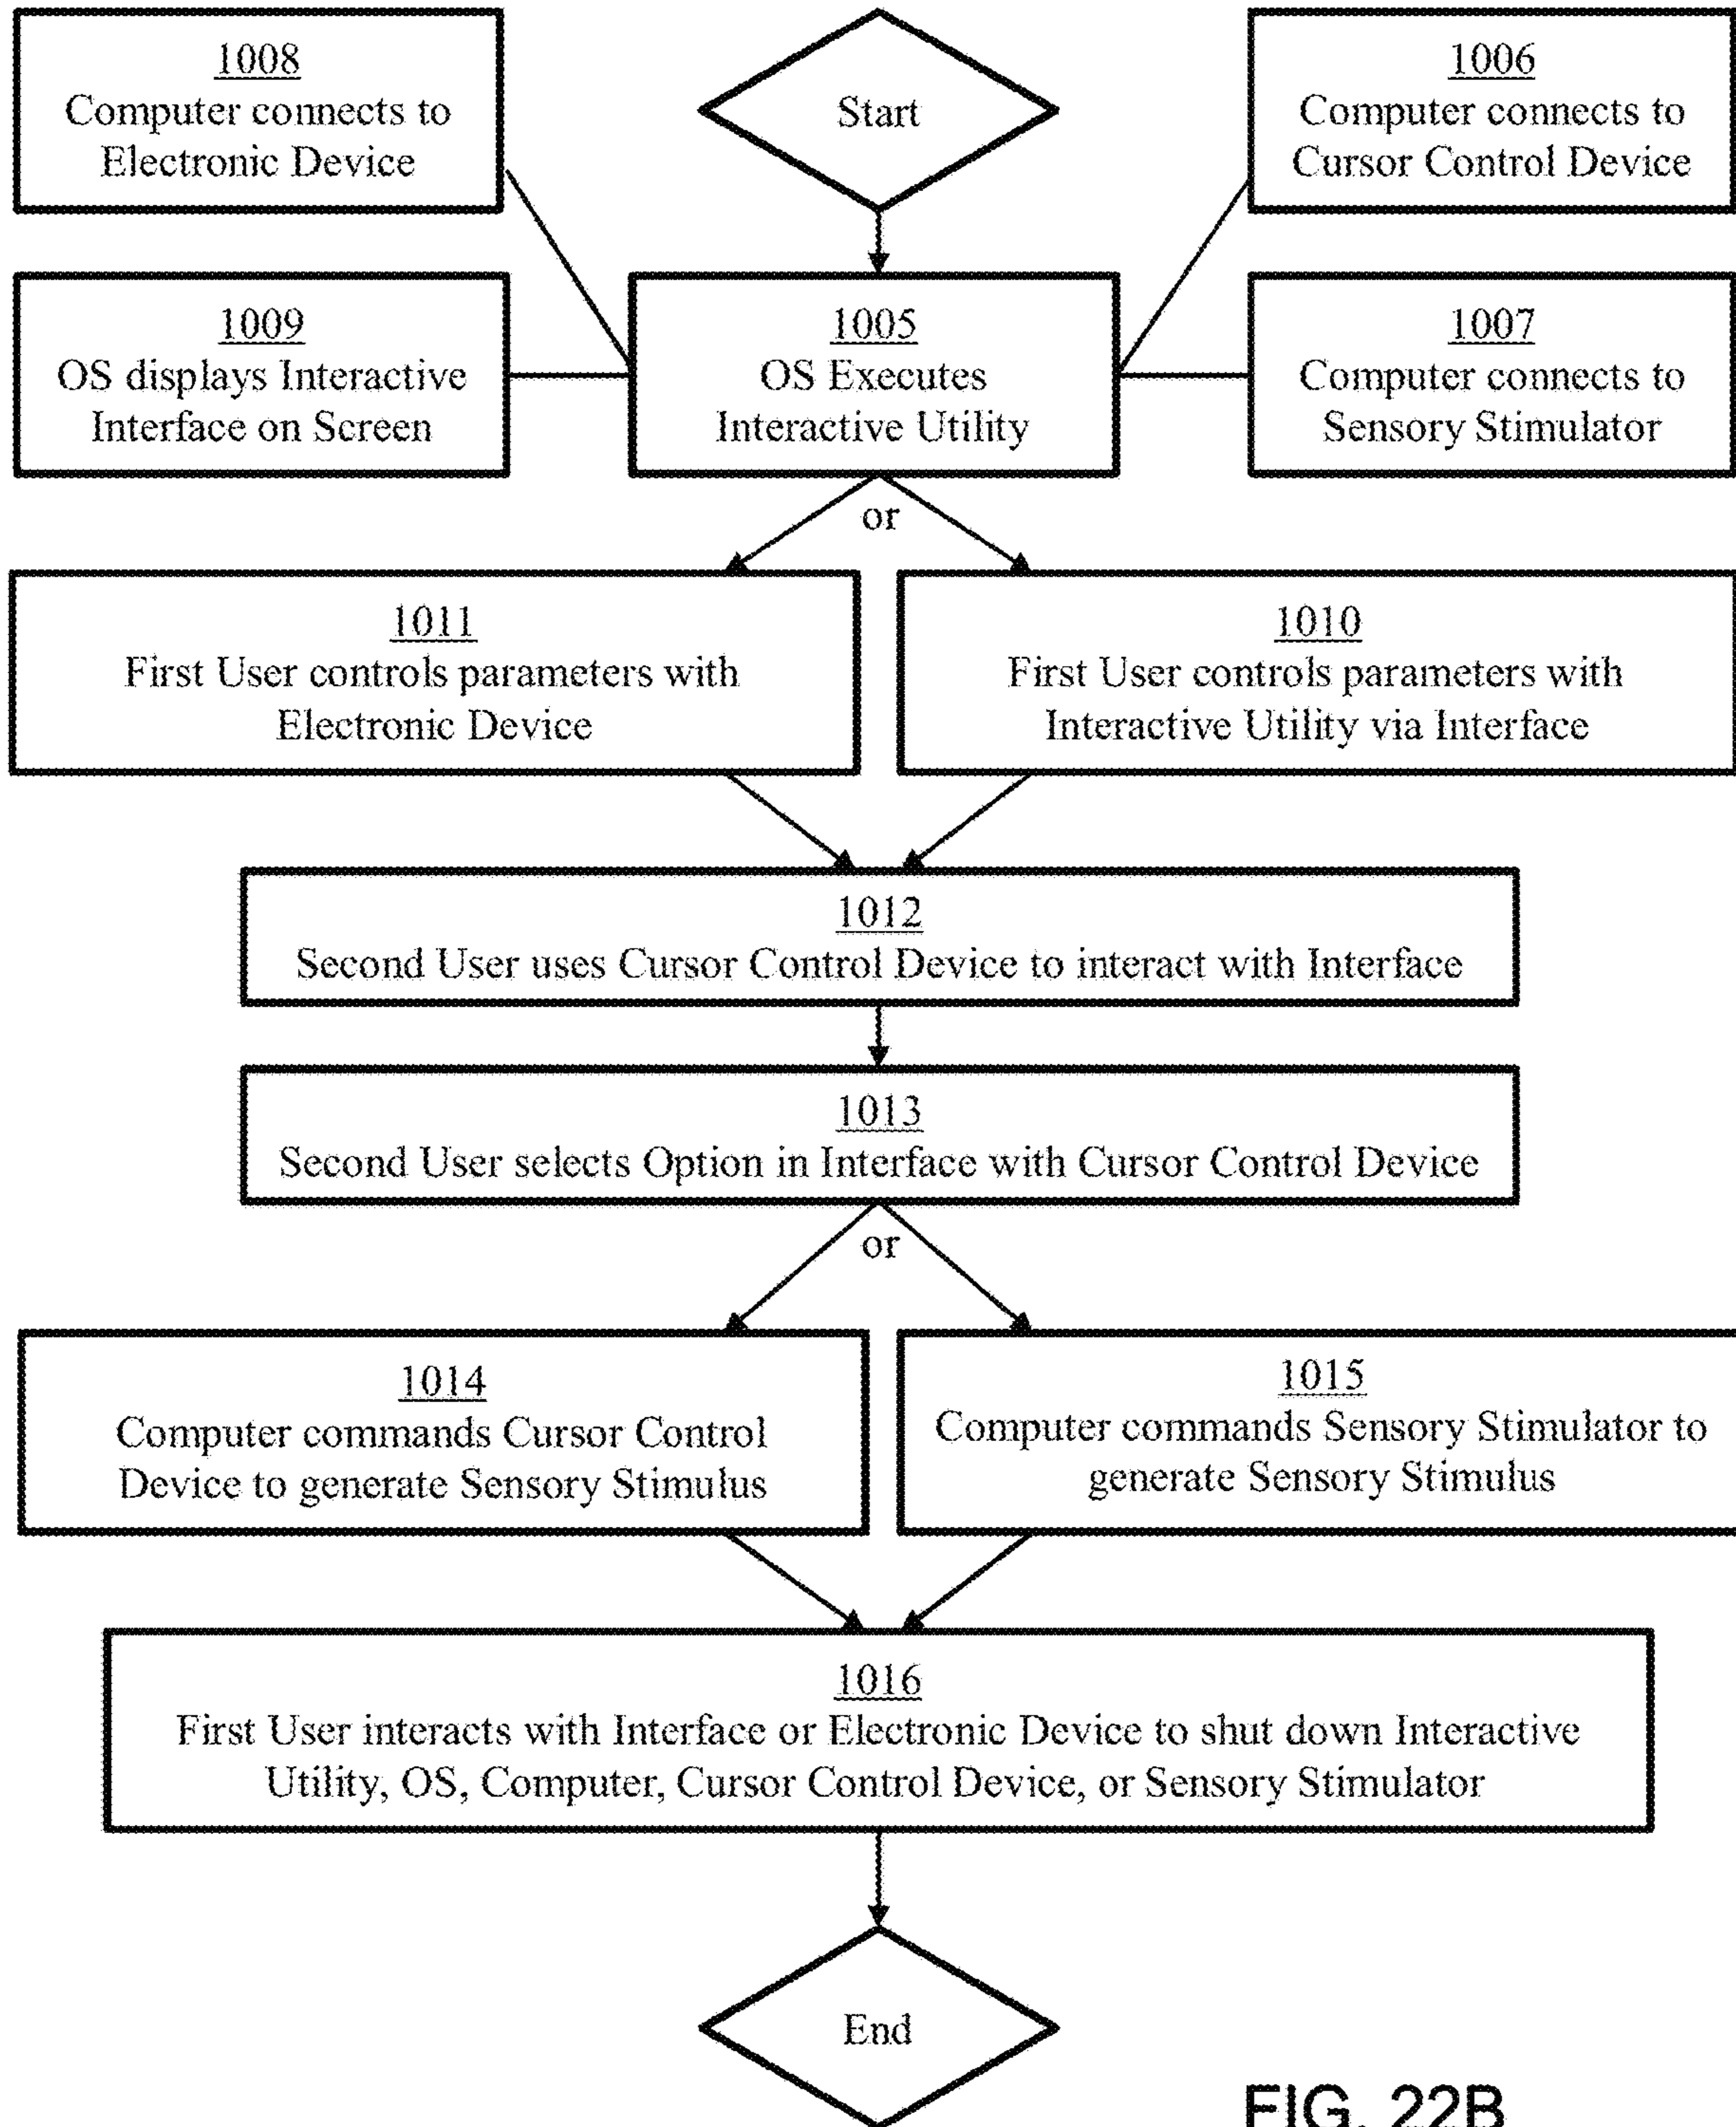 1008
Computer connects to
Electronic Device
Start
1006
Computer connects to
Cursor Control Device
1009
OS displays Interactive
Interface on Screen
1005
OS Executes
Interactive Utility
1007
Computer connects to
Sensory Stimulator
or
1011
First User controls parameters with
Electronic Device
1010
First User controls parameters with
Interactive Utility via Interface
1012
Second User uses Cursor Control Device to interact with Interface
1013
Second User selects Option in Interface with Cursor Control Device
or
1014
Computer commands Cursor Control
Device to generate Sensory Stimulus
1015
Computer commands Sensory Stimulator to
generate Sensory Stimulus
1016
First User interacts with Interface or Electronic Device to shut down Interactive
Utility, OS, Computer, Cursor Control Device, or Sensory Stimulator
End
FIG. 22B